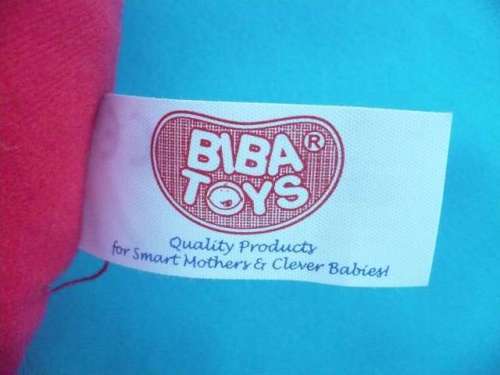 BIBA®
TOYS
Quality Products
for Smart Mothers & Clever Babies!